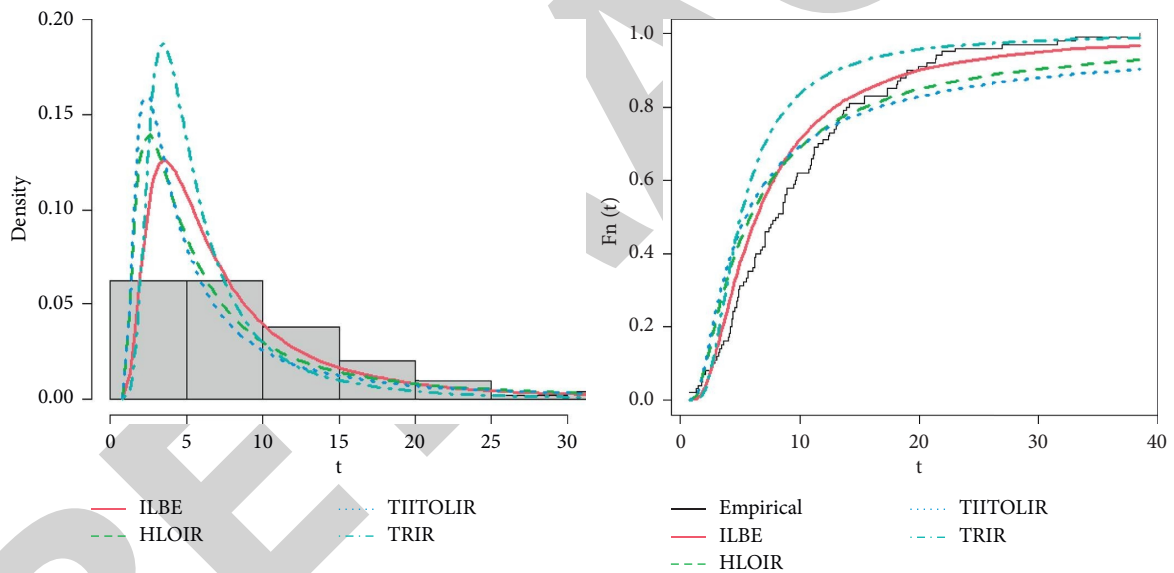 0.20
0.15
0.10
0.05
0.00
Density
0 5 10 15 20 25 30
t
ILBE TIITOLIR
HLOIR TRIR
1.0
0.8
0.6
0.4
0.2
0.0
Fn (t)
0 10 20 30 40
t
Empirical TIITOLIR
ILBE TRIR
HLOIR